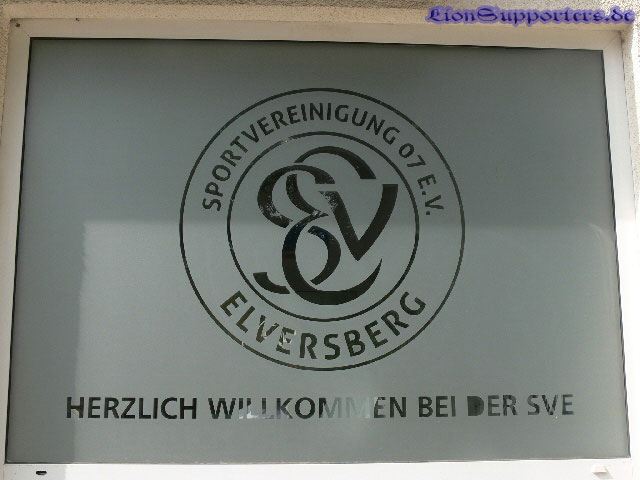 LionSupporters.de
SPORTVEREINIGUNG 07 E.V.
SVE
ELVERSBERG
HERZLICH WILLKOMMEN BEI DER SVE